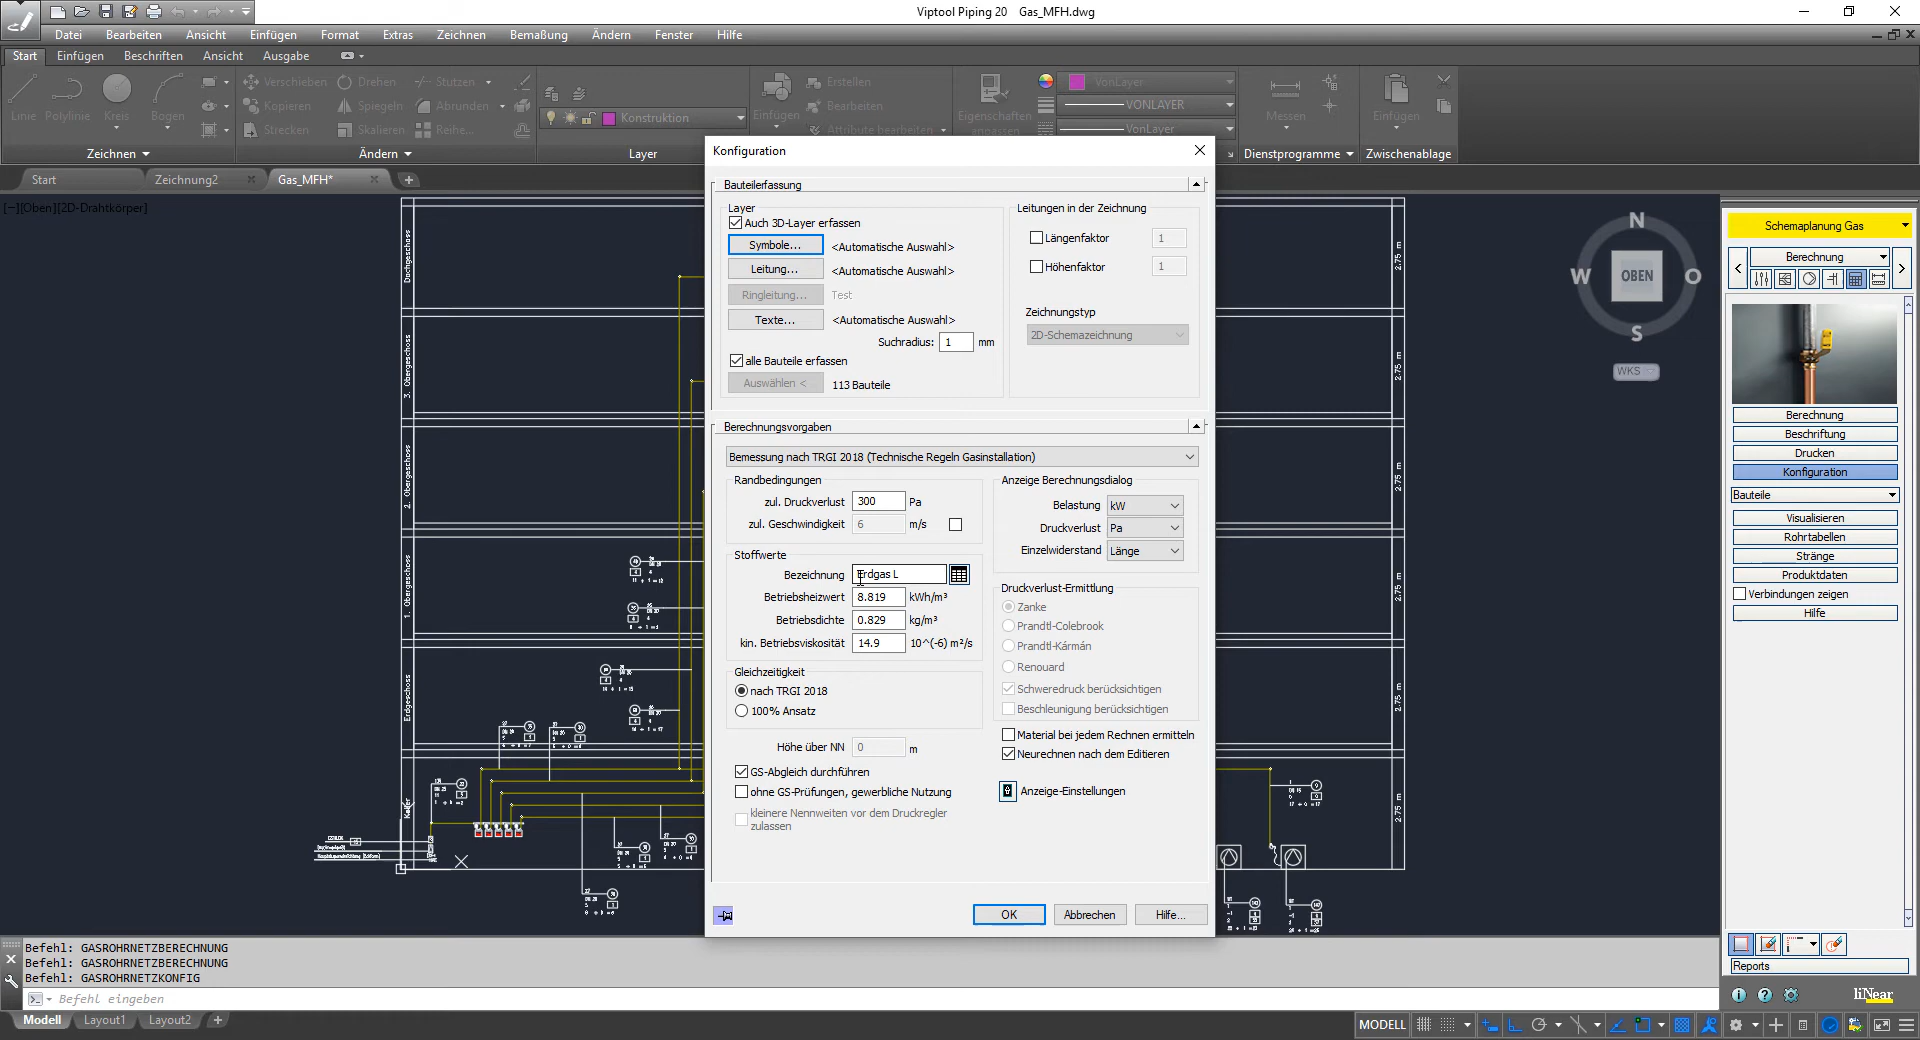 Viptool Piping 20 Gas_MFH.dwg
Datei Bearbeiten Ansicht Einfügen Format Extras Zeichnen Bemaßung Ändern Fenster Hilfe
Start Einfügen Beschriften Ansicht Ausgabe
Verschieben Drehen Stutzen Erstellen VonLayer
Kopieren Spiegeln Abrunden Bearbeiten VONLAYER
Linie Polylinie Kreis Bogen Konstruktion Einfügen Eigenschaften Messen Einfügen
Strecken Skalieren Reihe... Attribute bearbeiten anpassen VonLayer
Zeichnen Ändern Layer Dienstprogramme Zwischenablage
Start Zeichnung2 Gas_MFH*
[−][Oben][2D-Drahtkörper]
Dachgeschoss
3. Obergeschoss
2. Obergeschoss
1. Obergeschoss
Erdgeschoss
Keller
2.75 m
2.75 m
2.75 m
2.75 m
2.75 m
2.75 m
Konfiguration
Bauteilerfassung
Layer
Auch 3D-Layer erfassen
Symbole... <Automatische Auswahl>
Leitung... <Automatische Auswahl>
Ringleitung... Test
Texte... <Automatische Auswahl>
Suchradius: 1 mm
alle Bauteile erfassen
Auswählen < 113 Bauteile
Leitungen in der Zeichnung
Längenfaktor 1
Höhenfaktor 1
Zeichnungstyp
2D-Schemazeichnung
Berechnungsvorgaben
Bemessung nach TRGI 2018 (Technische Regeln Gasinstallation)
Randbedingungen
zul. Druckverlust 300 Pa
zul. Geschwindigkeit 6 m/s
Stoffwerte
Bezeichnung Erdgas L
Betriebsheizwert 8.819 kWh/m³
Betriebsdichte 0.829 kg/m³
kin. Betriebsviskosität 14.9 10^(-6) m²/s
Gleichzeitigkeit
nach TRGI 2018
100% Ansatz
Höhe über NN 0 m
GS-Abgleich durchführen
ohne GS-Prüfungen, gewerbliche Nutzung
kleinere Nennweiten vor dem Druckregler
zulassen
Anzeige Berechnungsdialog
Belastung kW
Druckverlust Pa
Einzelwiderstand Länge
Druckverlust-Ermittlung
Zanke
Prandtl-Colebrook
Prandtl-Kármán
Renouard
Schweredruck berücksichtigen
Beschleunigung berücksichtigen
Material bei jedem Rechnen ermitteln
Neurechnen nach dem Editieren
Anzeige-Einstellungen
OK Abbrechen Hilfe...
N
W OBEN O
S
WKS
Schemaplanung Gas
Berechnung
Berechnung
Beschriftung
Drucken
Konfiguration
Bauteile
Visualisieren
Rohrtabellen
Stränge
Produktdaten
Verbindungen zeigen
Hilfe
Reports
liNear
Befehl: GASROHRNETZBERECHNUNG
Befehl: GASROHRNETZBERECHNUNG
Befehl: GASROHRNETZKONFIG
Befehl eingeben
Modell Layout1 Layout2
MODELL